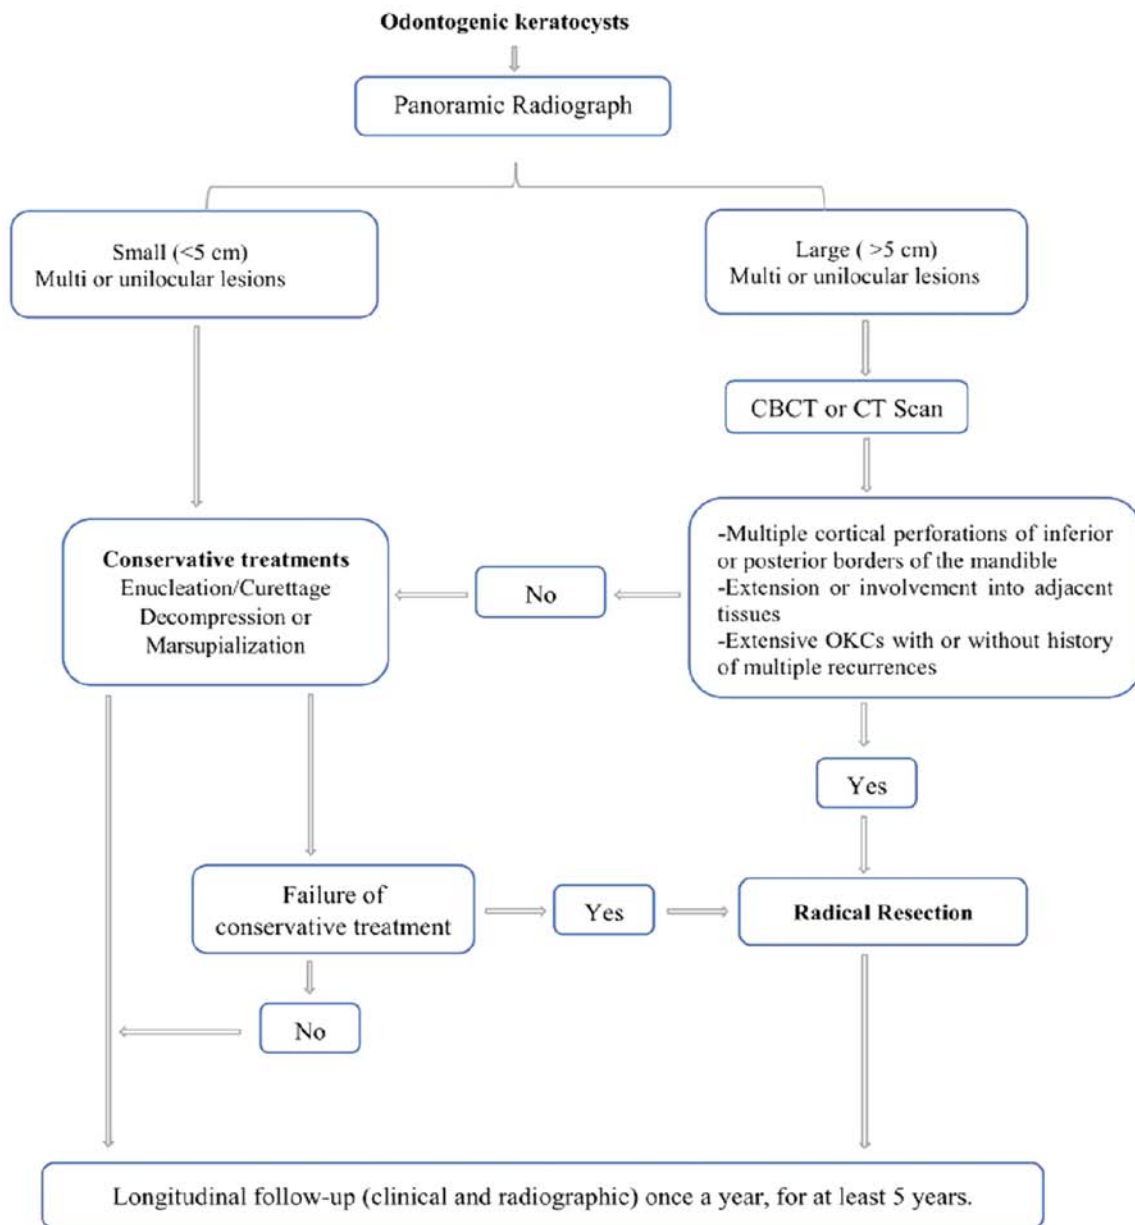 Odontogenic keratocysts
Panoramic Radiograph
Small (<5 cm)
Multi or unilocular lesions
Large ( >5 cm)
Multi or unilocular lesions
CBCT or CT Scan
Conservative treatments
Enucleation/Curettage
Decompression or
Marsupialization
No
-Multiple cortical perforations of inferior
or posterior borders of the mandible
-Extension or involvement into adjacent
tissues
-Extensive OKCs with or without history
of multiple recurrences
Yes
Failure of
conservative treatment
Yes
Radical Resection
No
Longitudinal follow-up (clinical and radiographic) once a year, for at least 5 years.